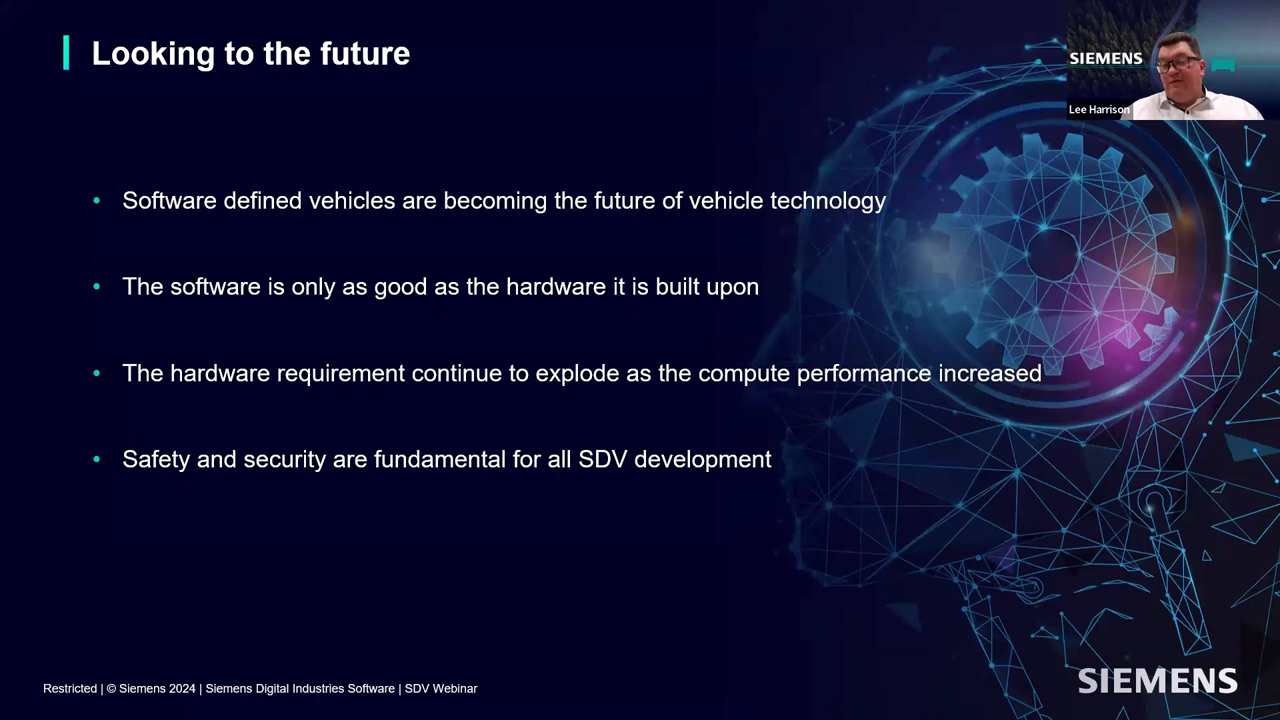 Looking to the future
SIEMENS
Lee Harrison
• Software defined vehicles are becoming the future of vehicle technology
• The software is only as good as the hardware it is built upon
• The hardware requirement continue to explode as the compute performance increased
• Safety and security are fundamental for all SDV development
Restricted | © Siemens 2024 | Siemens Digital Industries Software | SDV Webinar
SIEMENS